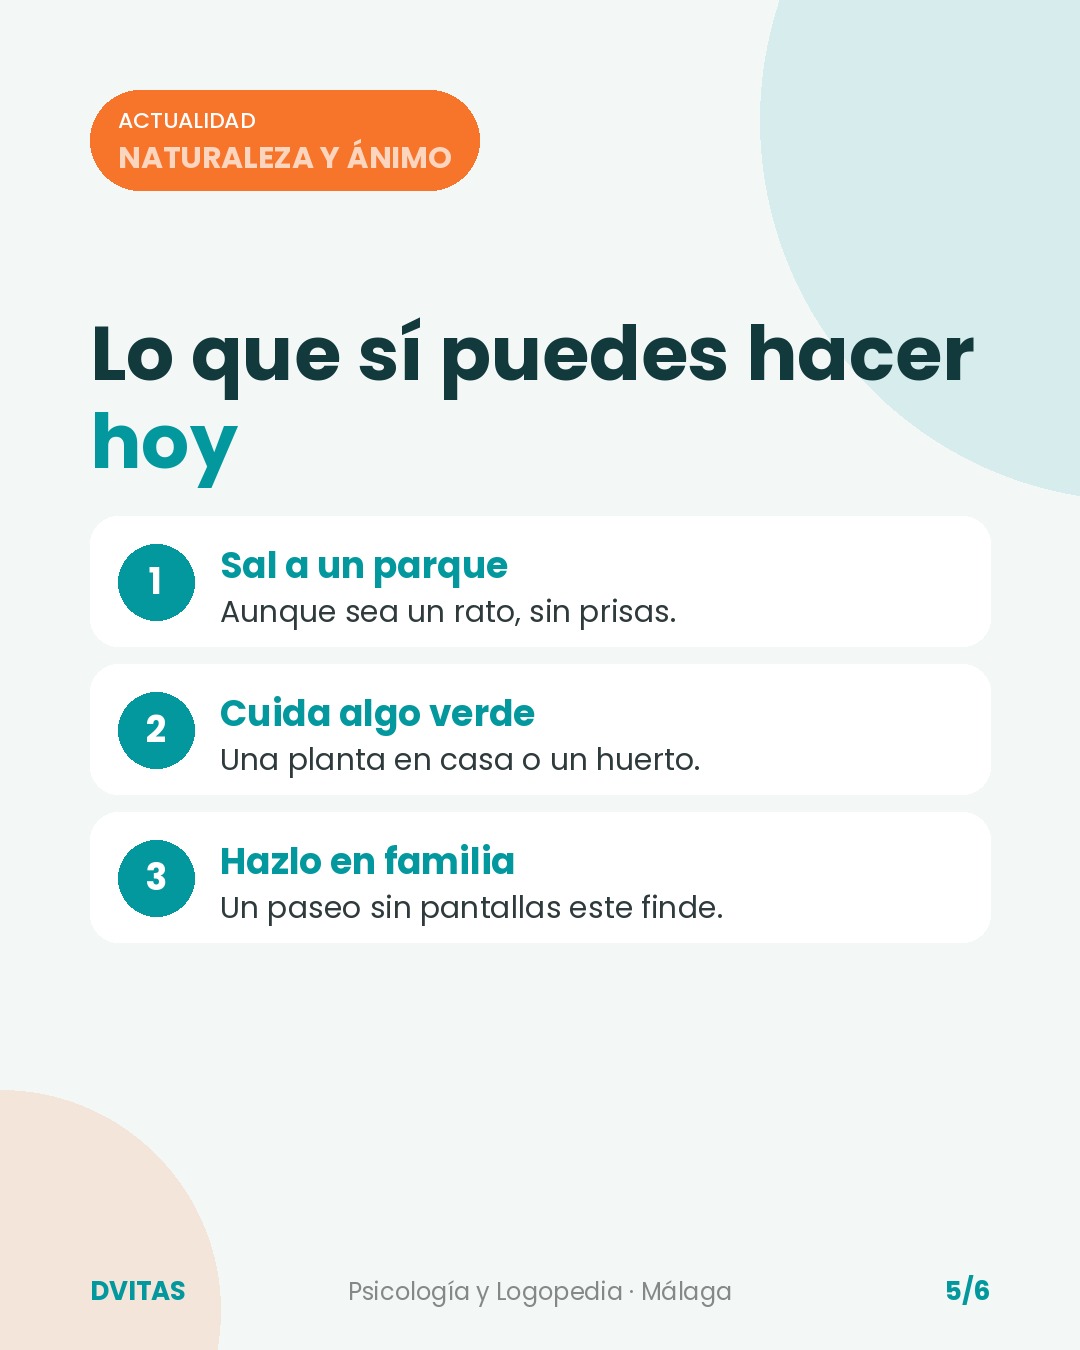 ACTUALIDAD
NATURALEZA Y ÁNIMO
Lo que sí puedes hacer
hoy
1
Sal a un parque
Aunque sea un rato, sin prisas.
2
Cuida algo verde
Una planta en casa o un huerto.
3
Hazlo en familia
Un paseo sin pantallas este finde.
DVITAS
Psicología y Logopedia · Málaga
5/6